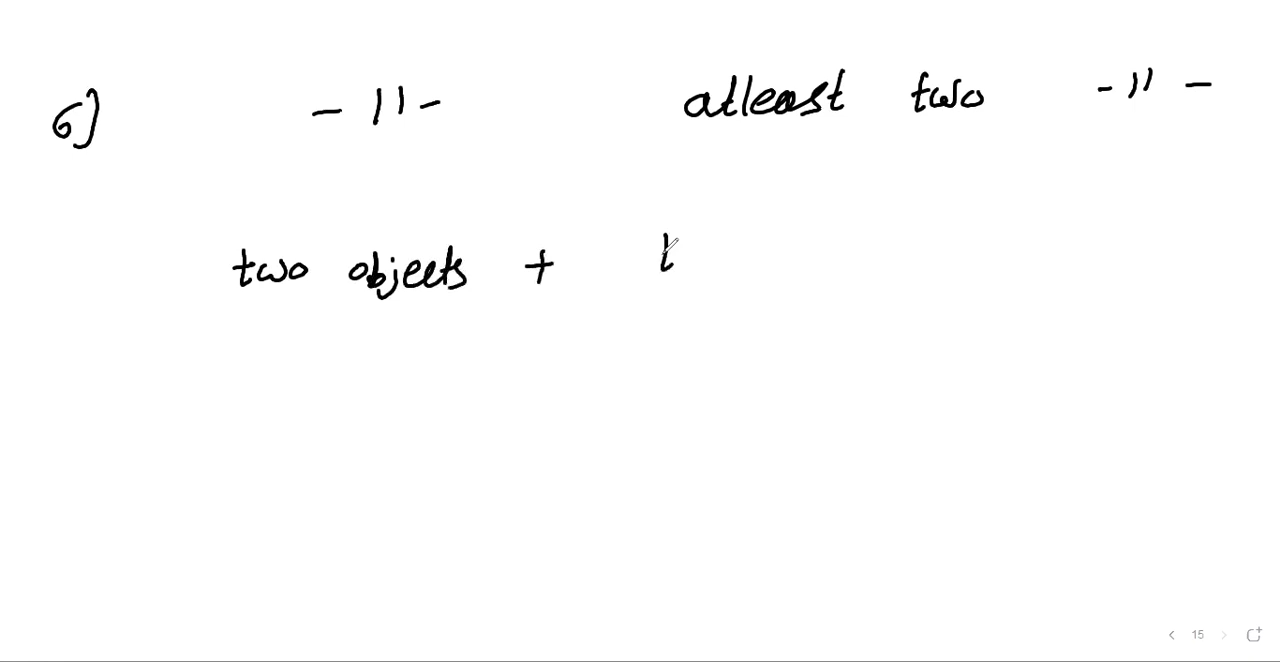 6) - 11 - atleast two - 11 -
two objects + t
15